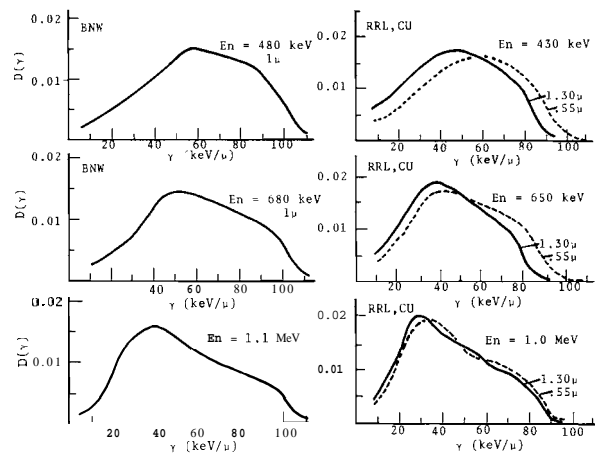 0.02
BNW
En = 480 keV
1μ
0.01
D(γ)
20 40 60 80 100
γ (keV/μ)
RRL,CU
En = 430 keV
0.02
0.01
1.30μ
.55μ
20 40 60 80 100
γ (keV/μ)
0.02
BNW
En = 680 keV
1μ
0.01
D(γ)
40 60 80 100
γ (keV/μ)
RRL,CU
En = 650 keV
0.02
0.01
1.30μ
.55μ
20 40 60 80 100
γ (keV/μ)
0.02
En = 1.1 MeV
0.01
D(γ)
20 40 60 80 100
γ (keV/μ)
RRL,CU
En = 1.0 MeV
0.02
0.01
1.30μ
.55μ
20 40 60 80 100
γ (keV/μ)